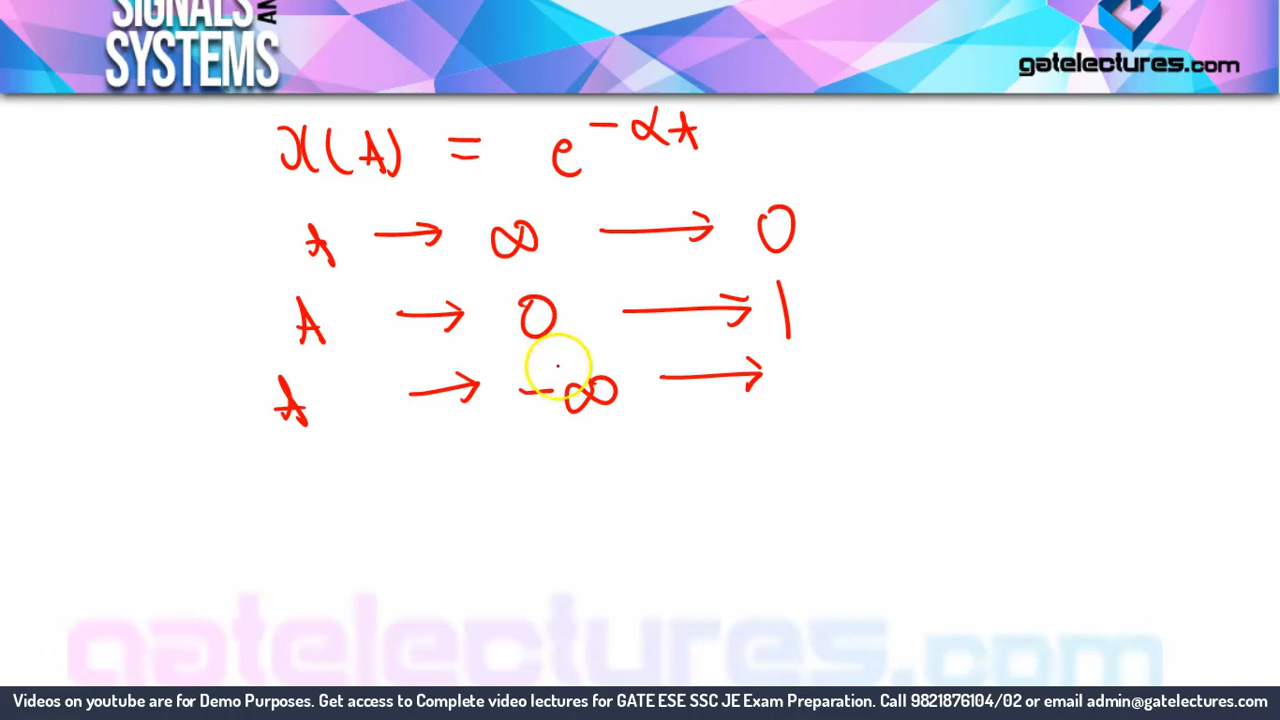 SIGNALS AND
SYSTEMS
gatelectures.com
x(t) = e^{-αt}
t → ∞ → 0
t → 0 → 1
t → -∞ →
gatelectures.com
Videos on youtube are for Demo Purposes. Get access to Complete video lectures for GATE ESE SSC JE Exam Preparation. Call 9821876104/02 or email admin@gatelectures.com